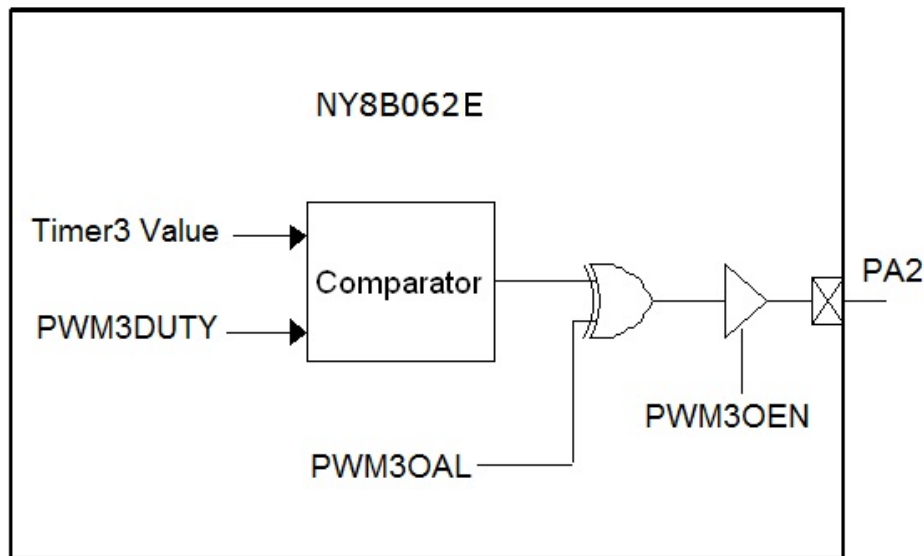 NY8B062E
Timer3 Value
Comparator
PA2
PWM3DUTY
PWM3OEN
PWM3OAL